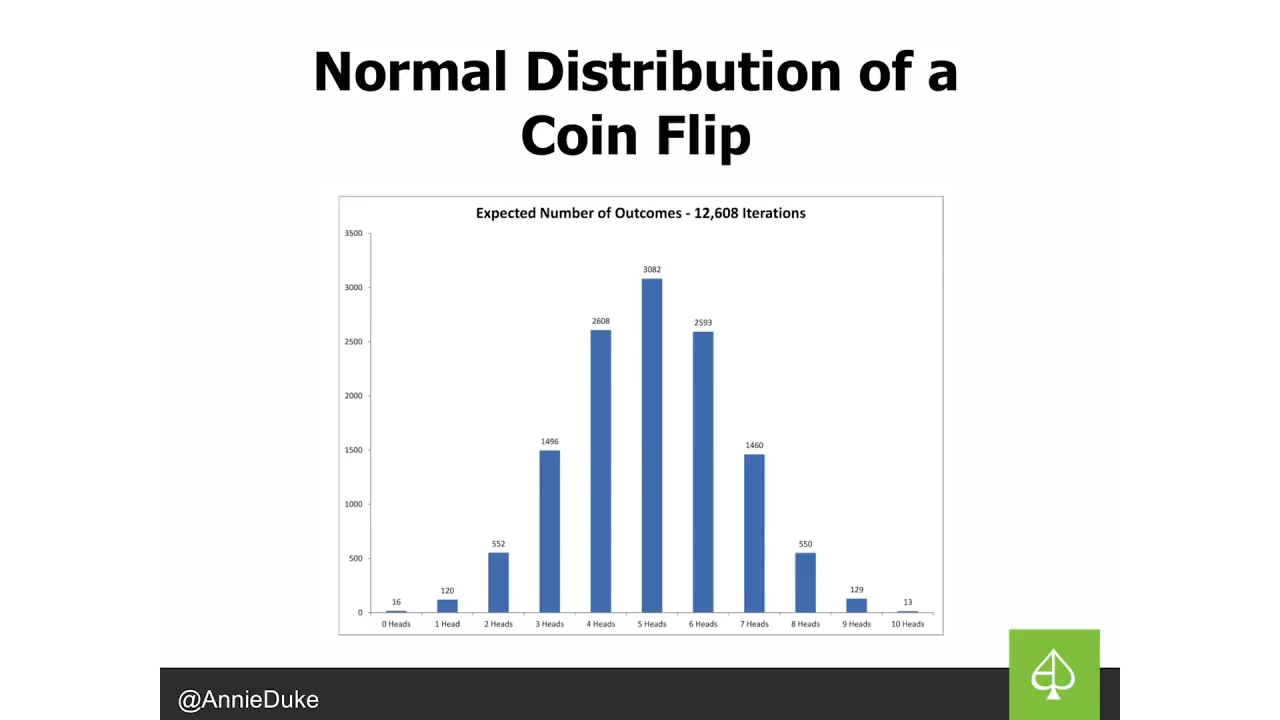 Normal Distribution of a
Coin Flip
Expected Number of Outcomes - 12,608 Iterations
3500
3000
2500
2000
1500
1000
500
0
16
120
552
1496
2608
3082
2593
1460
550
129
13
0 Heads
1 Head
2 Heads
3 Heads
4 Heads
5 Heads
6 Heads
7 Heads
8 Heads
9 Heads
10 Heads
@AnnieDuke